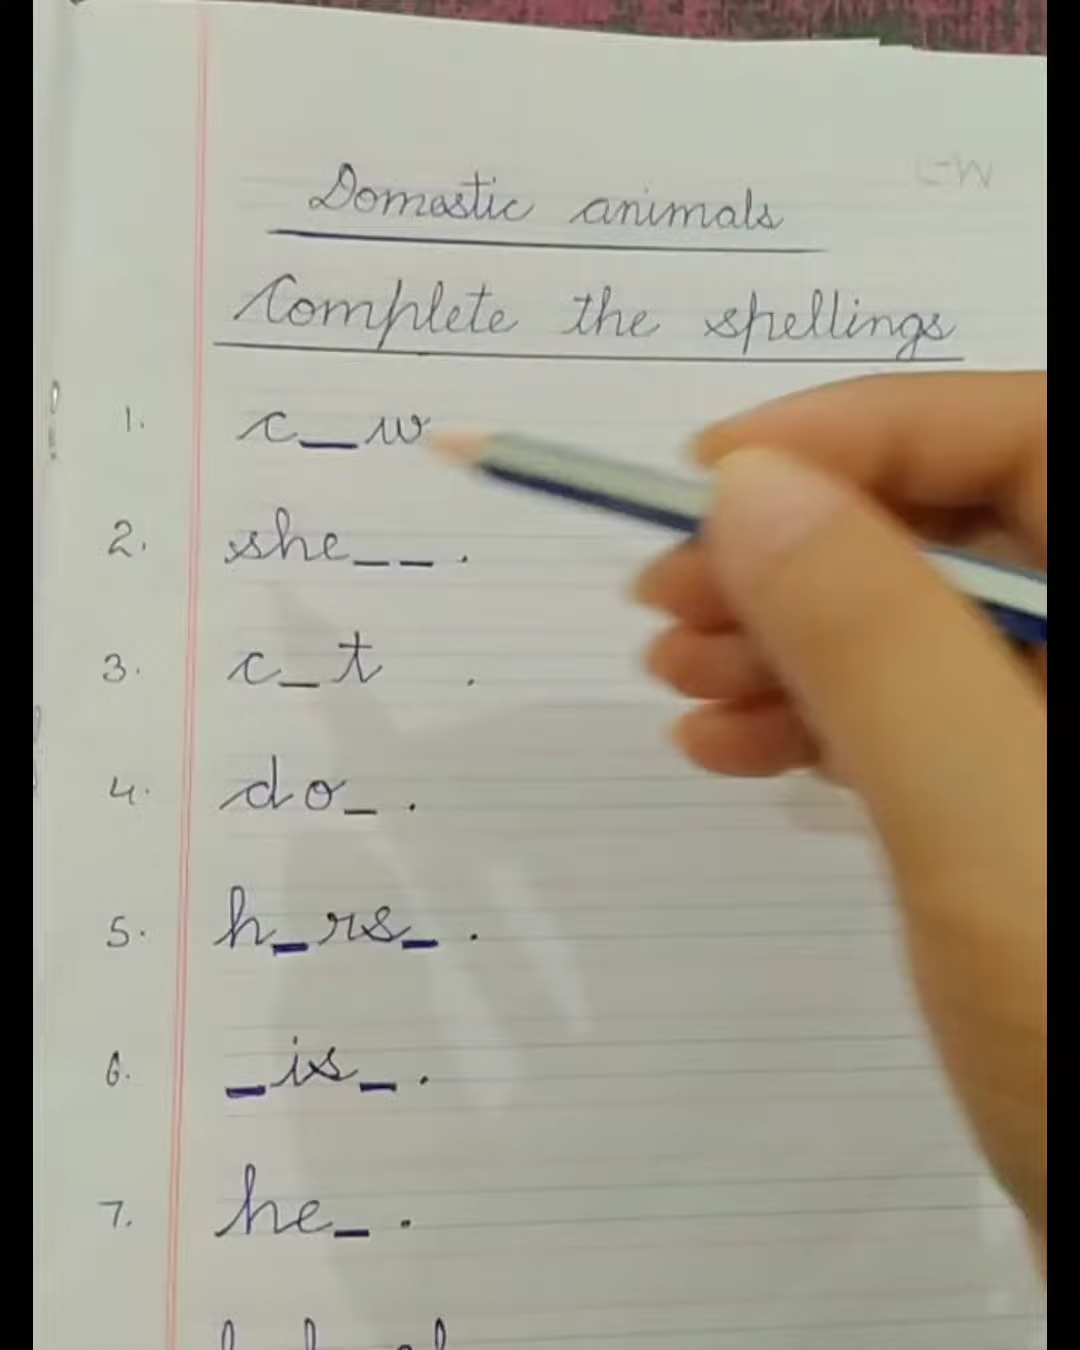 Domestic animals
Complete the spellings
1. c_w
2. she__.
3. c_t .
4. do_.
5. h_rs_.
6. _is_.
7. he_.